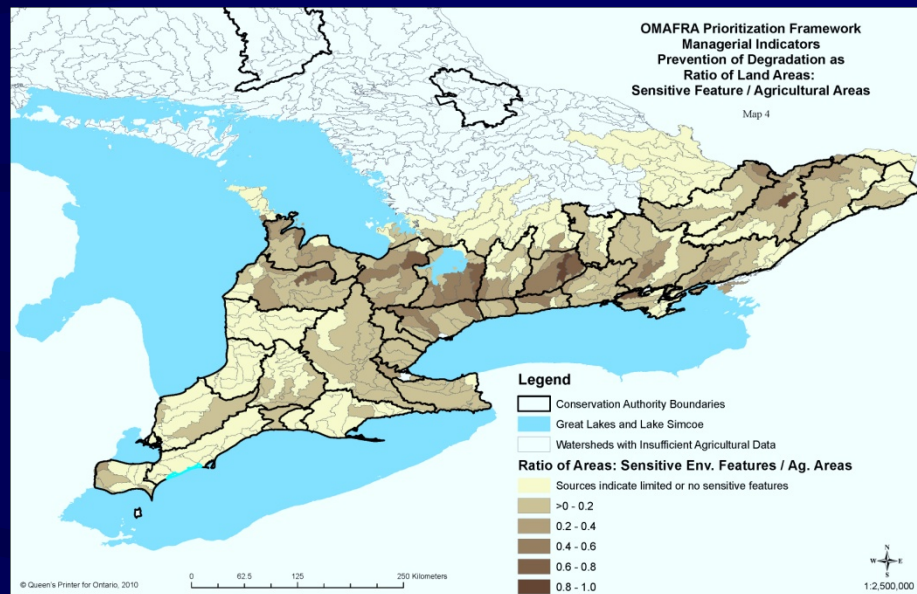 OMAFRA Prioritization Framework
Managerial Indicators
Prevention of Degradation as
Ratio of Land Areas:
Sensitive Feature / Agricultural Areas
Map 4
Legend
Conservation Authority Boundaries
Great Lakes and Lake Simcoe
Watersheds with Insufficient Agricultural Data
Ratio of Areas: Sensitive Env. Features / Ag. Areas
Sources indicate limited or no sensitive features
>0 - 0.2
0.2 - 0.4
0.4 - 0.6
0.6 - 0.8
0.8 - 1.0
N
W E
S
1:2,500,000
0 62.5 125 250 Kilometers
© Queen's Printer for Ontario, 2010